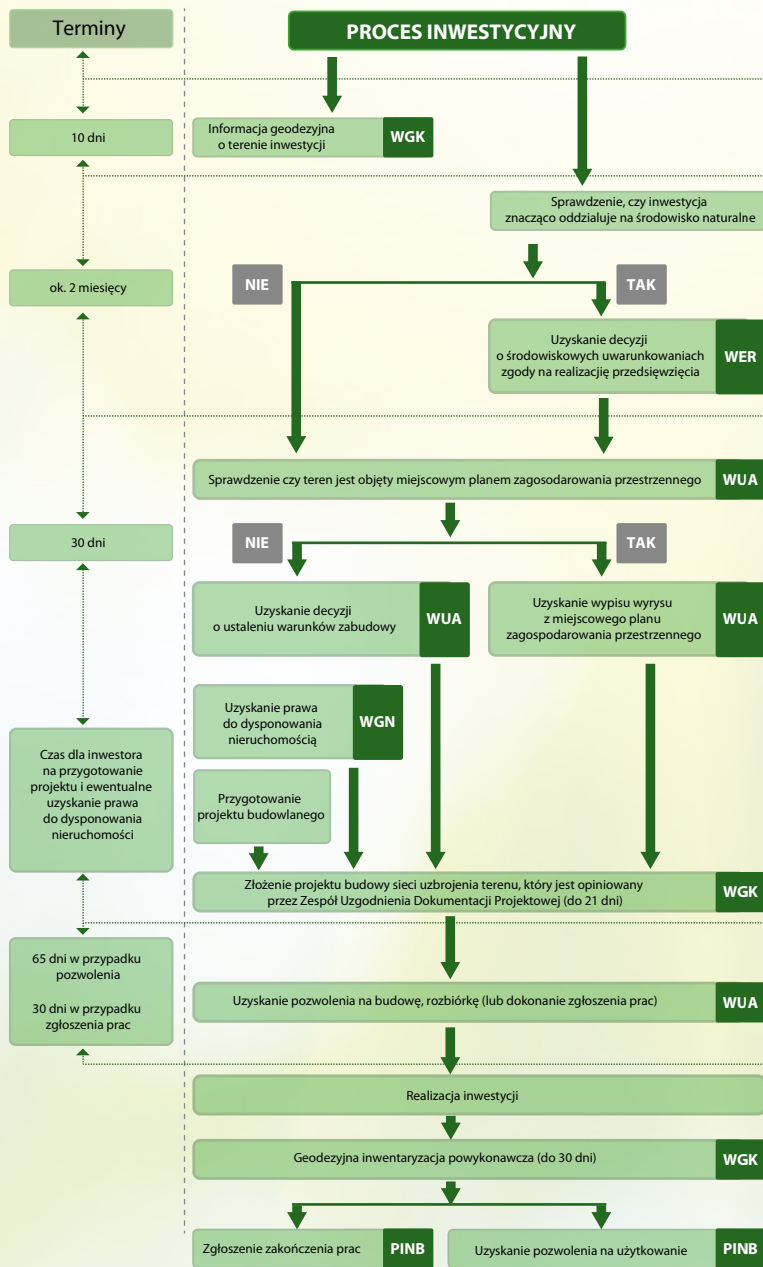 Terminy
PROCES INWESTYCYJNY
10 dni
Informacja geodezyjna
o terenie inwestycji
WGK
Sprawdzenie, czy inwestycja
znacząco oddziałuje na środowisko naturalne
ok. 2 miesięcy
NIE
TAK
Uzyskanie decyzji
o środowiskowych uwarunkowaniach
zgody na realizacjię przedsięwzięcia
WER
Sprawdzenie czy teren jest objęty miejscowym planem zagosodarowania przestrzennego
WUA
30 dni
NIE
TAK
Uzyskanie decyzji
o ustaleniu warunków zabudowy
WUA
Uzyskanie wypisu wyrysu
z miejscowego planu
zagospodarowania przestrzennego
WUA
Uzyskanie prawa
do dysponowania
nieruchomością
WGN
Czas dla inwestora
na przygotowanie
projektu i ewentualne
uzyskanie prawa
do dysponowania
nieruchomości
Przygotowanie
projektu budowlanego
Złożenie projektu budowy sieci uzbrojenia terenu, który jest opiniowany
przez Zespół Uzgodnienia Dokumentacji Projektowej (do 21 dni)
WGK
65 dni w przypadku
pozwolenia
30 dni w przypadku
zgłoszenia prac
Uzyskanie pozwolenia na budowę, rozbiórkę (lub dokonanie zgłoszenia prac)
WUA
Realizacja inwestycji
Geodezyjna inwentaryzacja powykonawcza (do 30 dni)
WGK
Zgłoszenie zakończenia prac
PINB
Uzyskanie pozwolenia na użytkowanie
PINB